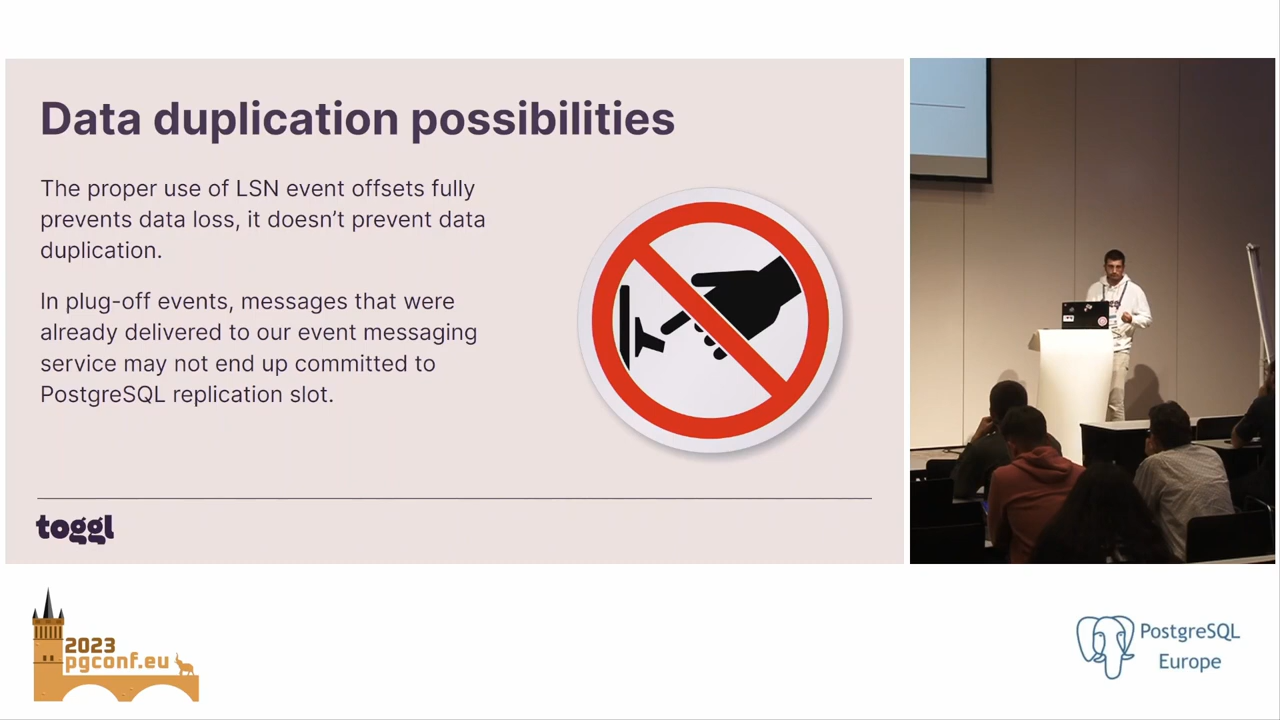 Data duplication possibilities
The proper use of LSN event offsets fully
prevents data loss, it doesn’t prevent data
duplication.
In plug-off events, messages that were
already delivered to our event messaging
service may not end up committed to
PostgreSQL replication slot.
toggl
2023
pgconf.eu
PostgreSQL
Europe